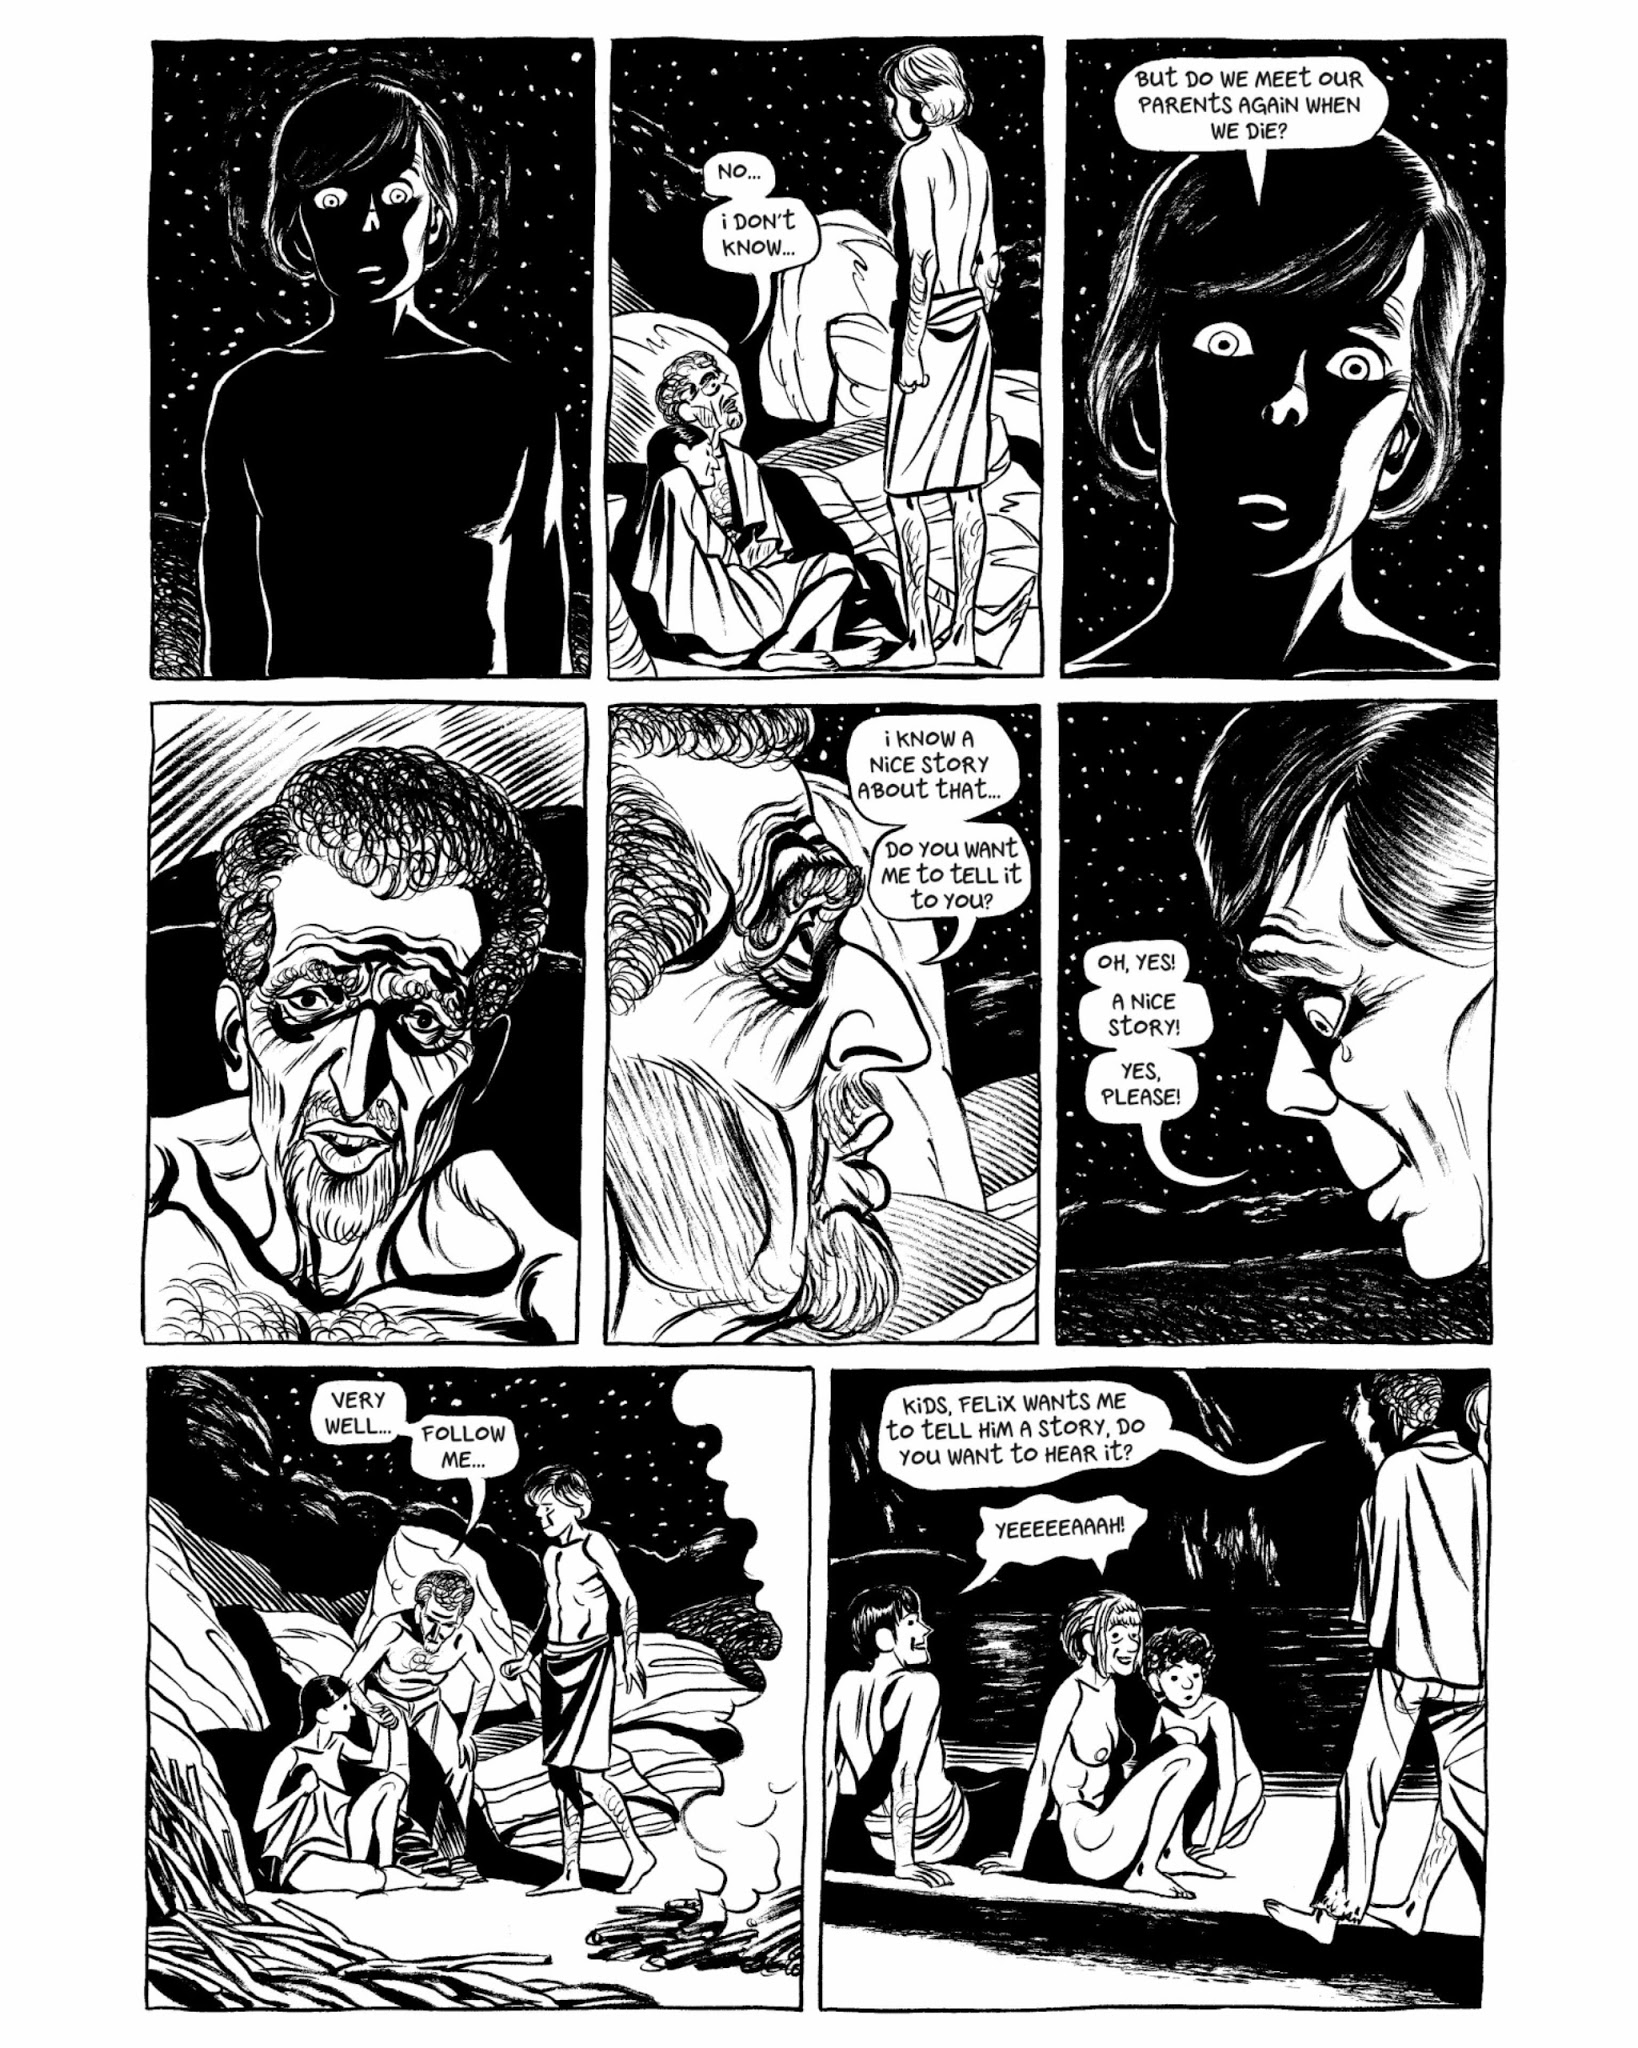 NO...
i DON'T
KNOW...
BUT DO WE MEET OUR
PARENTS AGAIN WHEN
WE DiE?
i KNOW A
NiCE STORY
ABOUT THAT...
DO YOU WANT
ME TO TELL iT
TO YOU?
OH, YES!
A NiCE
STORY!
YES,
PLEASE!
VERY
WELL...
FOLLOW
ME...
KiDS, FELiX WANTS ME
TO TELL HiM A STORY, DO
YOU WANT TO HEAR iT?
YEEEEEAAAH!